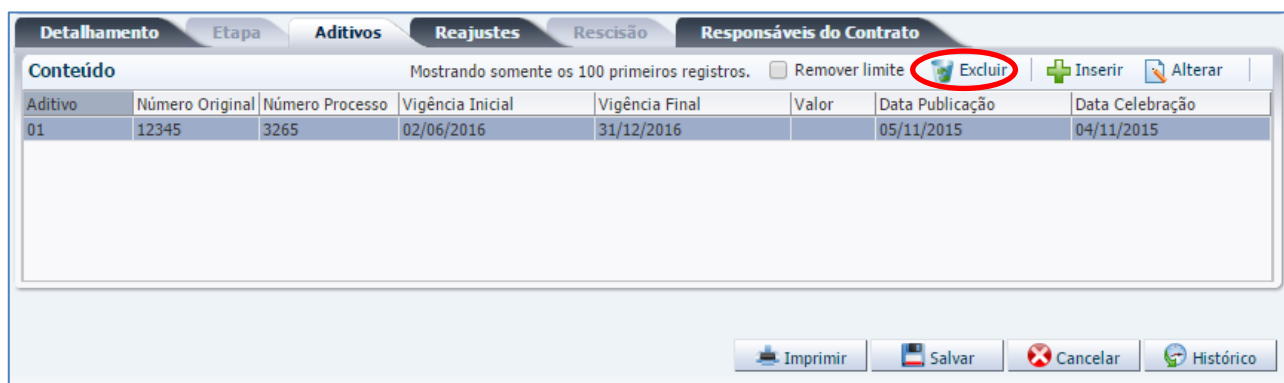 Detalhamento Etapa Aditivos Reajustes Rescisão Responsáveis do Contrato
Conteúdo Mostrando somente os 100 primeiros registros. Remover limite Excluir Inserir Alterar
Aditivo Número Original Número Processo Vigência Inicial Vigência Final Valor Data Publicação Data Celebração
01 12345 3265 02/06/2016 31/12/2016 05/11/2015 04/11/2015
Imprimir Salvar Cancelar Histórico